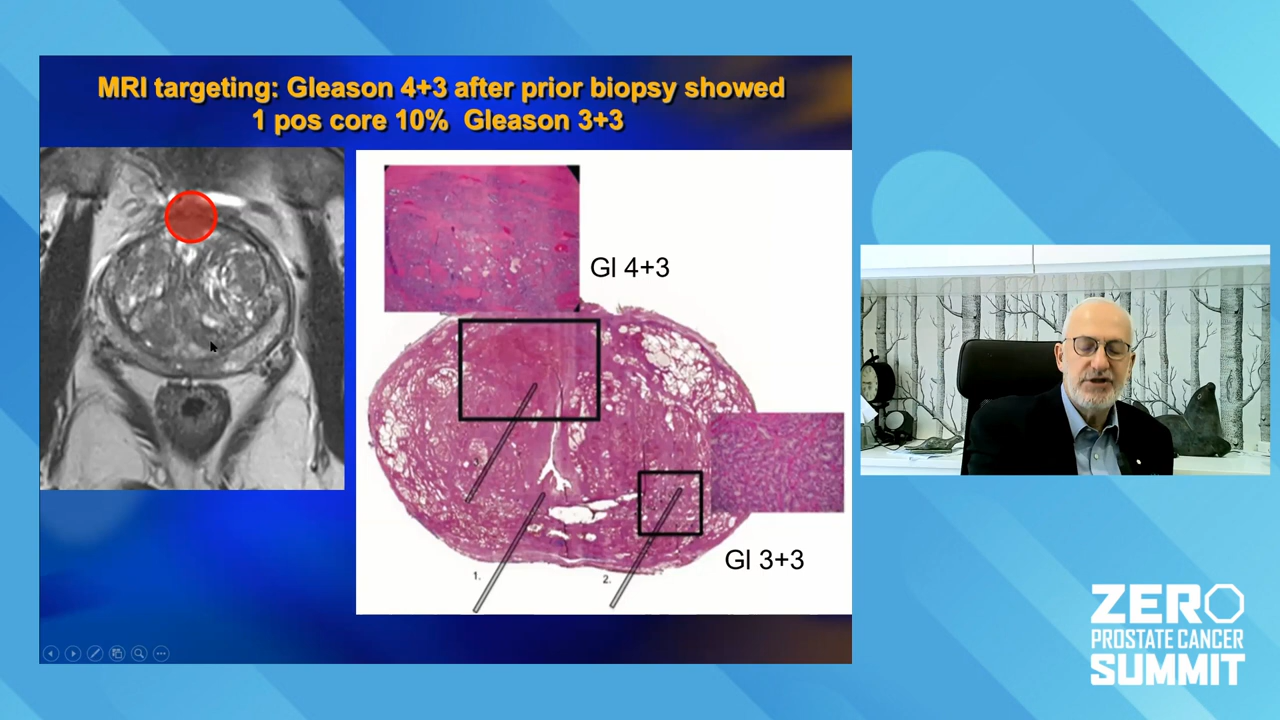 MRI targeting: Gleason 4+3 after prior biopsy showed
1 pos core 10% Gleason 3+3
Gl 4+3
Gl 3+3
1.
2.
ZERO
PROSTATE CANCER
SUMMIT